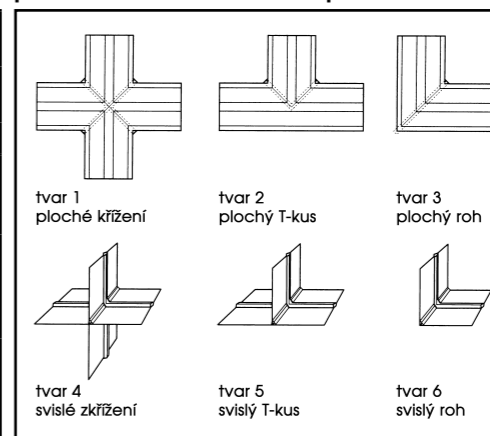 tvar 1
ploché křížení
tvar 2
plochý T-kus
tvar 3
plochý roh
tvar 4
svislé zkřížení
tvar 5
svislý T-kus
tvar 6
svislý roh